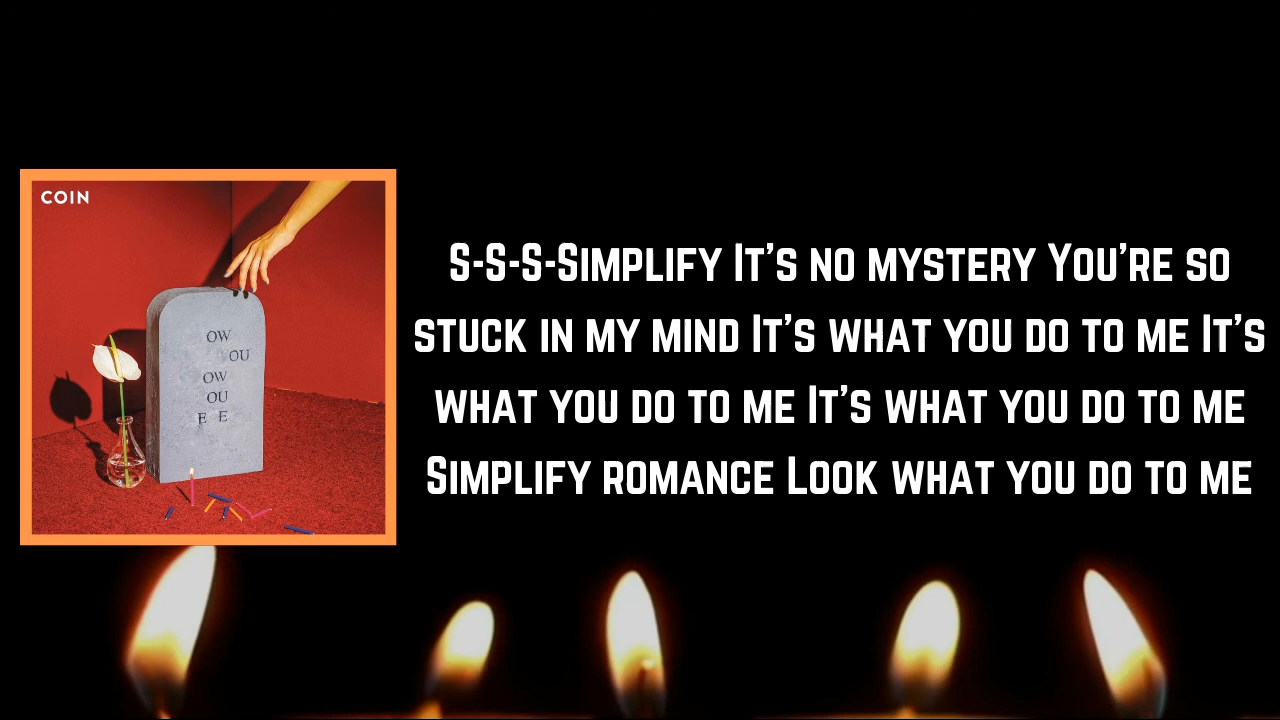 COIN
OW
OU
OW
OU
E E
S-S-S-Simplify It's no mystery You're so
stuck in my mind It's what you do to me It's
what you do to me It's what you do to me
Simplify romance Look what you do to me